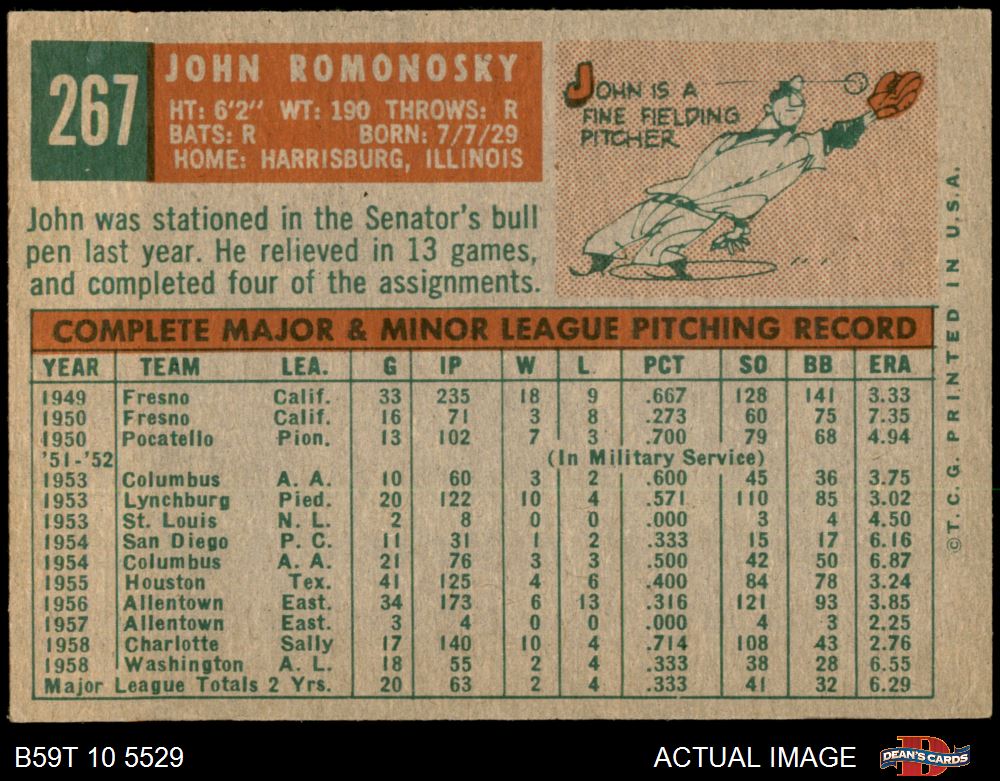 267
JOHN ROMONOSKY
HT: 6'2" WT: 190 THROWS: R
BATS: R BORN: 7/7/29
HOME: HARRISBURG, ILLINOIS
JOHN IS A
FINE FIELDING
PITCHER
John was stationed in the Senator's bull
pen last year. He relieved in 13 games,
and completed four of the assignments.
COMPLETE MAJOR & MINOR LEAGUE PITCHING RECORD
YEAR TEAM LEA. G IP W L PCT SO BB ERA
1949 Fresno Calif. 33 235 18 9 .667 128 141 3.33
1950 Fresno Calif. 16 71 3 8 .273 60 75 7.35
1950 Pocatello Pion. 13 102 7 3 .700 79 68 4.94
'51-'52 (In Military Service)
1953 Columbus A. A. 10 60 3 2 .600 45 36 3.75
1953 Lynchburg Pied. 20 122 10 4 .571 110 85 3.02
1953 St. Louis N. L. 2 8 0 0 .000 3 4 4.50
1954 San Diego P. C. 11 31 1 2 .333 15 17 6.16
1954 Columbus A. A. 21 76 3 3 .500 42 50 6.87
1955 Houston Tex. 41 125 4 6 .400 84 78 3.24
1956 Allentown East. 34 173 6 13 .316 121 93 3.85
1957 Allentown East. 3 4 0 0 .000 4 3 2.25
1958 Charlotte Sally 17 140 10 4 .714 108 43 2.76
1958 Washington A. L. 18 55 2 4 .333 38 28 6.55
Major League Totals 2 Yrs. 20 63 2 4 .333 41 32 6.29
©T.C.G. PRINTED IN U.S.A.
B59T 10 5529
ACTUAL IMAGE
DEAN'S CARDS